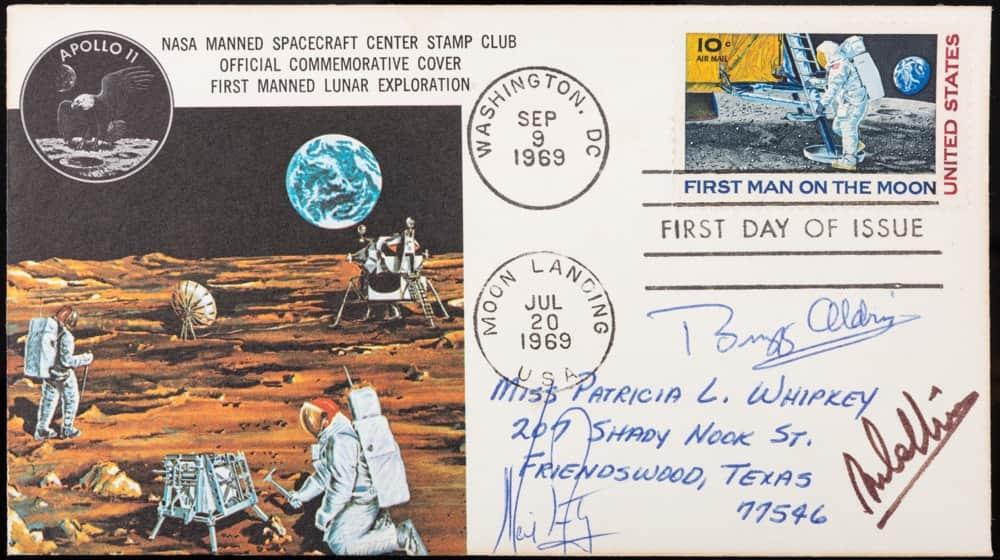 APOLLO 11
NASA MANNED SPACECRAFT CENTER STAMP CLUB
OFFICIAL COMMEMORATIVE COVER
FIRST MANNED LUNAR EXPLORATION
WASHINGTON, DC
SEP
9
1969
10c
AIR MAIL
UNITED STATES
FIRST MAN ON THE MOON
FIRST DAY OF ISSUE
MOON LANDING
JUL
20
1969
USA
Buzz Aldrin
MISS PATRICIA L. WHIPKEY
207 SHADY NOOK ST.
FRIENDSWOOD, TEXAS
77546
Neil